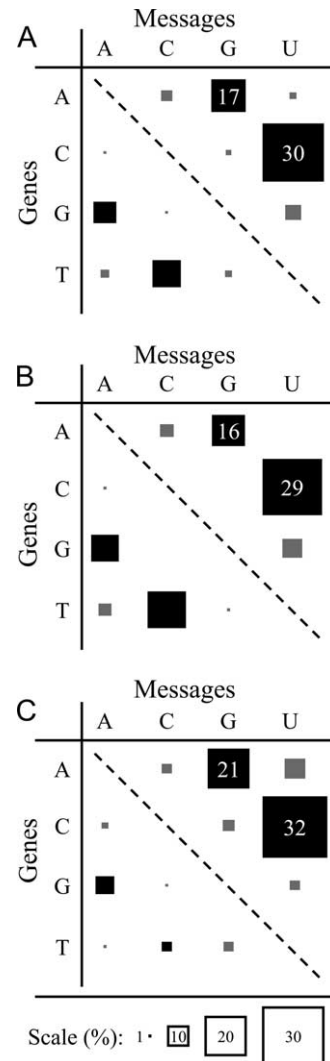 Messages
A
A C G U
A 17
C 30
G
T
Genes
Messages
B
A C G U
A 16
C 29
G
T
Genes
Messages
C
A C G U
A 21
C 32
G
T
Genes
Scale (%): 1 10 20 30